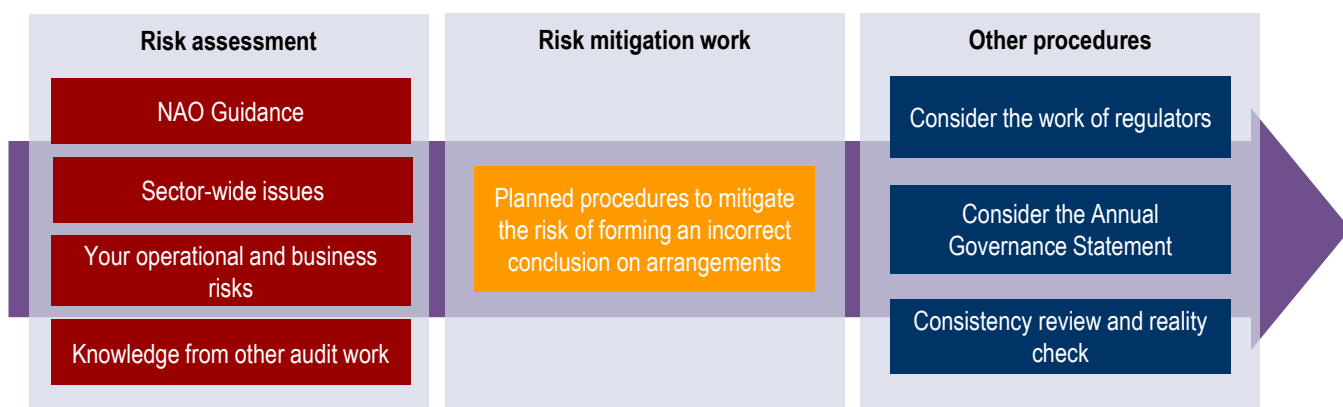 Risk assessment
NAO Guidance
Sector-wide issues
Your operational and business
risks
Knowledge from other audit work
Risk mitigation work
Planned procedures to mitigate
the risk of forming an incorrect
conclusion on arrangements
Other procedures
Consider the work of regulators
Consider the Annual
Governance Statement
Consistency review and reality
check